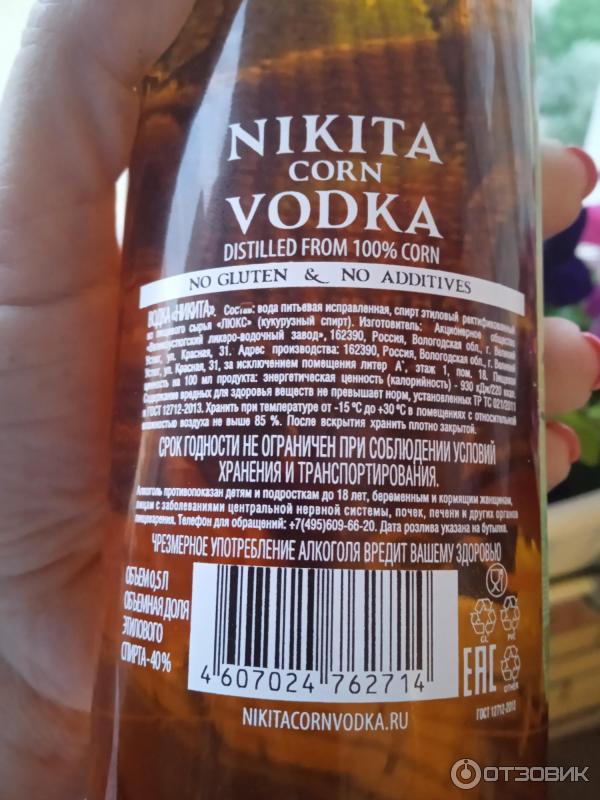 NIKITA
CORN
VODKA
DISTILLED FROM 100% CORN
NO GLUTEN & NO ADDITIVES
ВОДКА «НИКИТА». Состав: вода питьевая исправленная, спирт этиловый ректификованный
из пищевого сырья «ЛЮКС» (кукурузный спирт). Изготовитель: Акционерное общество
«Великоустюгский ликеро-водочный завод», 162390, Россия, Вологодская обл., г. Великий
Устюг, ул. Красная, 31. Адрес производства: 162390, Россия, Вологодская обл., г. Великий
Устюг, ул. Красная, 31, за исключением помещения литер А', этаж 1, пом. 18. Пищевая
ценность на 100 мл продукта: энергетическая ценность (калорийность) - 930 кДж/220 ккал.
Содержание вредных для здоровья веществ не превышает норм, установленных ТР ТС 021/2011
и ГОСТ 12712-2013. Хранить при температуре от -15 °С до +30 °С в помещениях с относительной
влажностью воздуха не выше 85 %. После вскрытия хранить плотно закрытой.
СРОК ГОДНОСТИ НЕ ОГРАНИЧЕН ПРИ СОБЛЮДЕНИИ УСЛОВИЙ
ХРАНЕНИЯ И ТРАНСПОРТИРОВАНИЯ.
Алкоголь противопоказан детям и подросткам до 18 лет, беременным и кормящим женщинам,
лицам с заболеваниями центральной нервной системы, почек, печени и других органов
пищеварения. Телефон для обращений: +7(495)609-66-20. Дата розлива указана на бутылке.
ЧРЕЗМЕРНОЕ УПОТРЕБЛЕНИЕ АЛКОГОЛЯ ВРЕДИТ ВАШЕМУ ЗДОРОВЬЮ
ОБЪЕМ 0,5 Л
ОБЪЕМНАЯ ДОЛЯ
ЭТИЛОВОГО
СПИРТА - 40 %
4 607024 762714
GL
PVC
EAC
OTHER
ГОСТ 12712-2013
NIKITACORNVODKA.RU
ОТЗОВИК